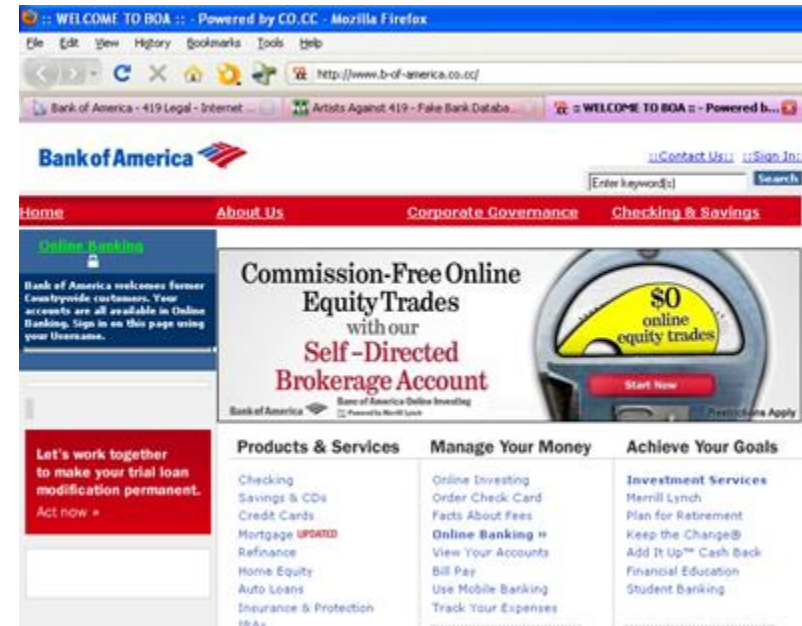 :: WELCOME TO BOA :: - Powered by CO.CC - Mozilla Firefox
File Edit View History Bookmarks Tools Help
http://www.b-of-america.co.cc/
Bank of America - 419 Legal - Internet ...
Artists Against 419 - Fake Bank Databa...
:: WELCOME TO BOA :: - Powered b...
Bank of America
:::Contact Us::: :::Sign In::
Enter keyword(s)
Search
Home
About Us
Corporate Governance
Checking & Savings
Online Banking
Bank of America welcomes former
Countrywide customers. Your
accounts are all available in Online
Banking. Sign in on this page using
your Username.
Commission-Free Online
Equity Trades
with our
Self-Directed
Brokerage Account
Bank of America
Banc of America Online Investing
Powered by Merrill Lynch
$0
online
equity trades
Start Now
Restrictions Apply
Let's work together
to make your trial loan
modification permanent.
Act now »
Products & Services
Checking
Savings & CDs
Credit Cards
Mortgage UPDATED
Refinance
Home Equity
Auto Loans
Insurance & Protection
IRAs
Manage Your Money
Online Investing
Order Check Card
Facts About Fees
Online Banking »
View Your Accounts
Bill Pay
Use Mobile Banking
Track Your Expenses
Achieve Your Goals
Investment Services
Merrill Lynch
Plan for Retirement
Keep the Change®
Add It Up™ Cash Back
Financial Education
Student Banking